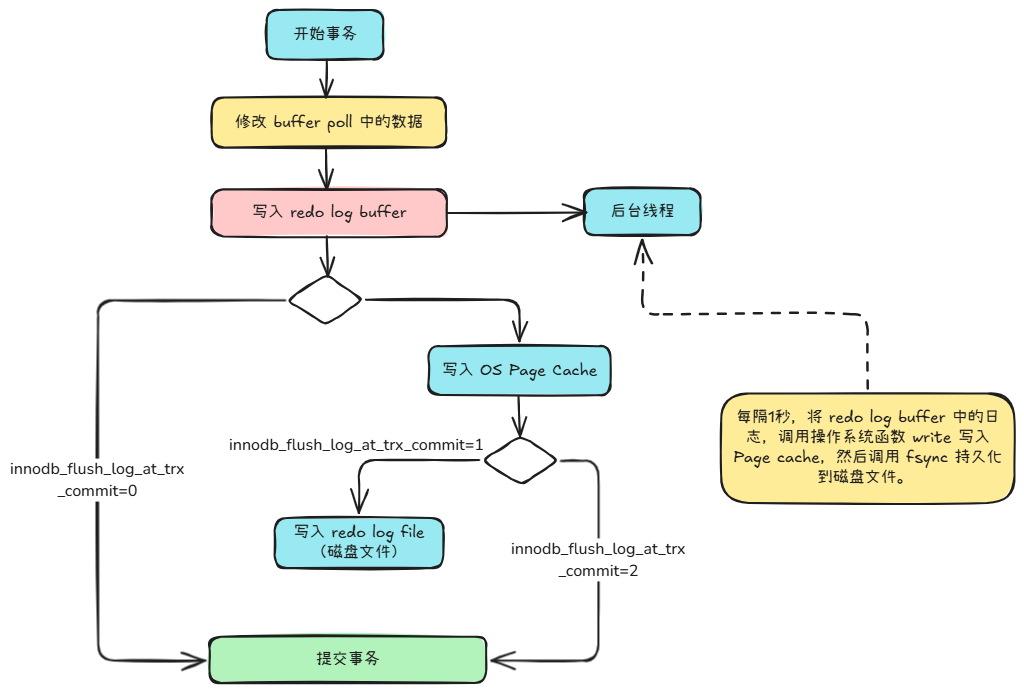 开始事务
修改 buffer poll 中的数据
写入 redo log buffer
后台线程
写入 OS Page Cache
每隔1秒，将 redo log buffer 中的日
志，调用操作系统函数 write 写入
Page cache，然后调用 fsync 持久化
到磁盘文件。
innodb_flush_log_at_trx_commit=1
innodb_flush_log_at_trx
_commit=0
写入 redo log file
（磁盘文件）
innodb_flush_log_at_trx
_commit=2
提交事务